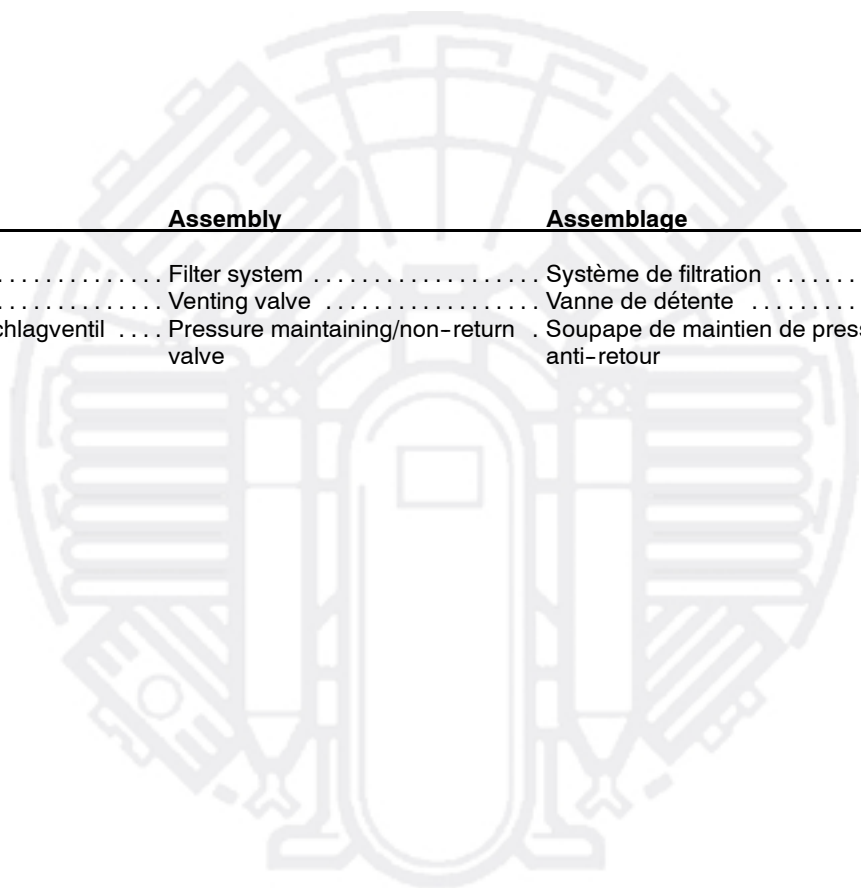 Assembly Assemblage
. . . . . . . . . . . . . . Filter system . . . . . . . . . . . . . . . . . . . Système de filtration . . . . . . .
. . . . . . . . . . . . . . Venting valve . . . . . . . . . . . . . . . . . . Vanne de détente . . . . . . . . .
chlagventil . . . . Pressure maintaining/non-return . Soupape de maintien de press
valve anti-retour